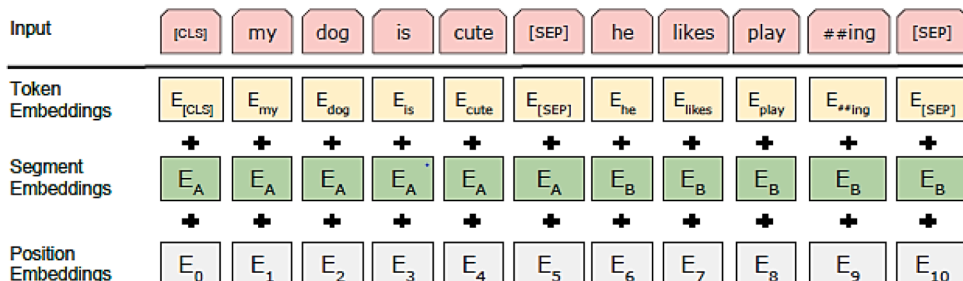 Input [CLS] my dog is cute [SEP] he likes play ##ing [SEP]
Token
Embeddings E[CLS] Emy Edog Eis Ecute E[SEP] Ehe Elikes Eplay E##ing E[SEP]
+ + + + + + + + + + +
Segment
Embeddings EA EA EA EA EA EA EB EB EB EB EB
+ + + + + + + + + + +
Position
Embeddings E0 E1 E2 E3 E4 E5 E6 E7 E8 E9 E10